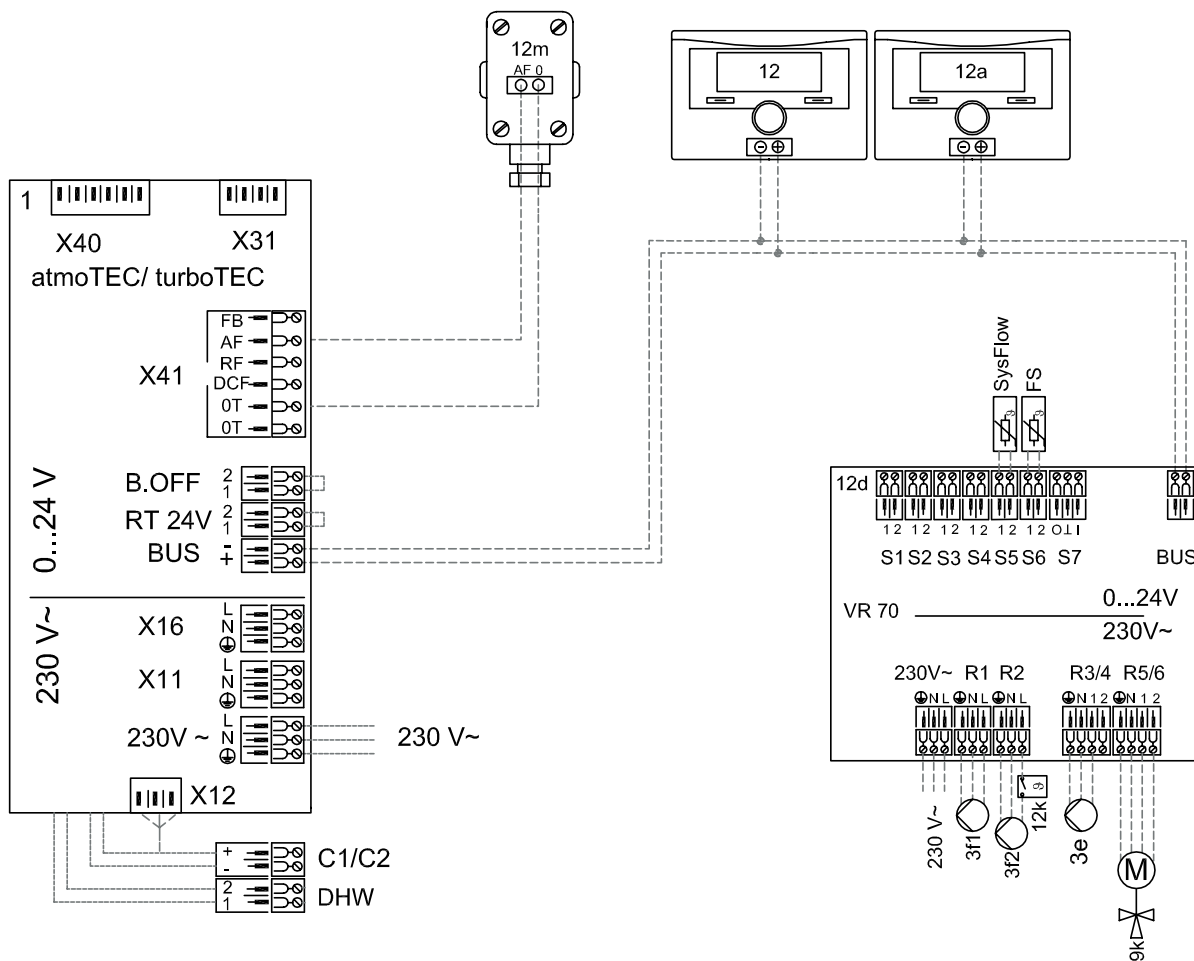 12m
AF 0
12
12a
1
X40
X31
atmoTEC/ turboTEC
FB
AF
RF
DCF
0T
0T
X41
0...24 V
B.OFF
2
1
RT 24V
2
1
BUS
-
+
230 V~
X16
L
N
X11
L
N
230V ~
L
N
230 V~
X12
+
-
C1/C2
2
1
DHW
SysFlow
FS
ϑ
ϑ
12d
1 2
1 2
1 2
1 2
1 2
1 2
S1 S2 S3 S4 S5 S6 S7
BUS
VR 70
0...24V
230V~
230V~ R1 R2 R3/4 R5/6
N L
N L
N L
N 1 2
N 1 2
230 V~
3f1
3f2
ϑ
12k
3e
M
9k